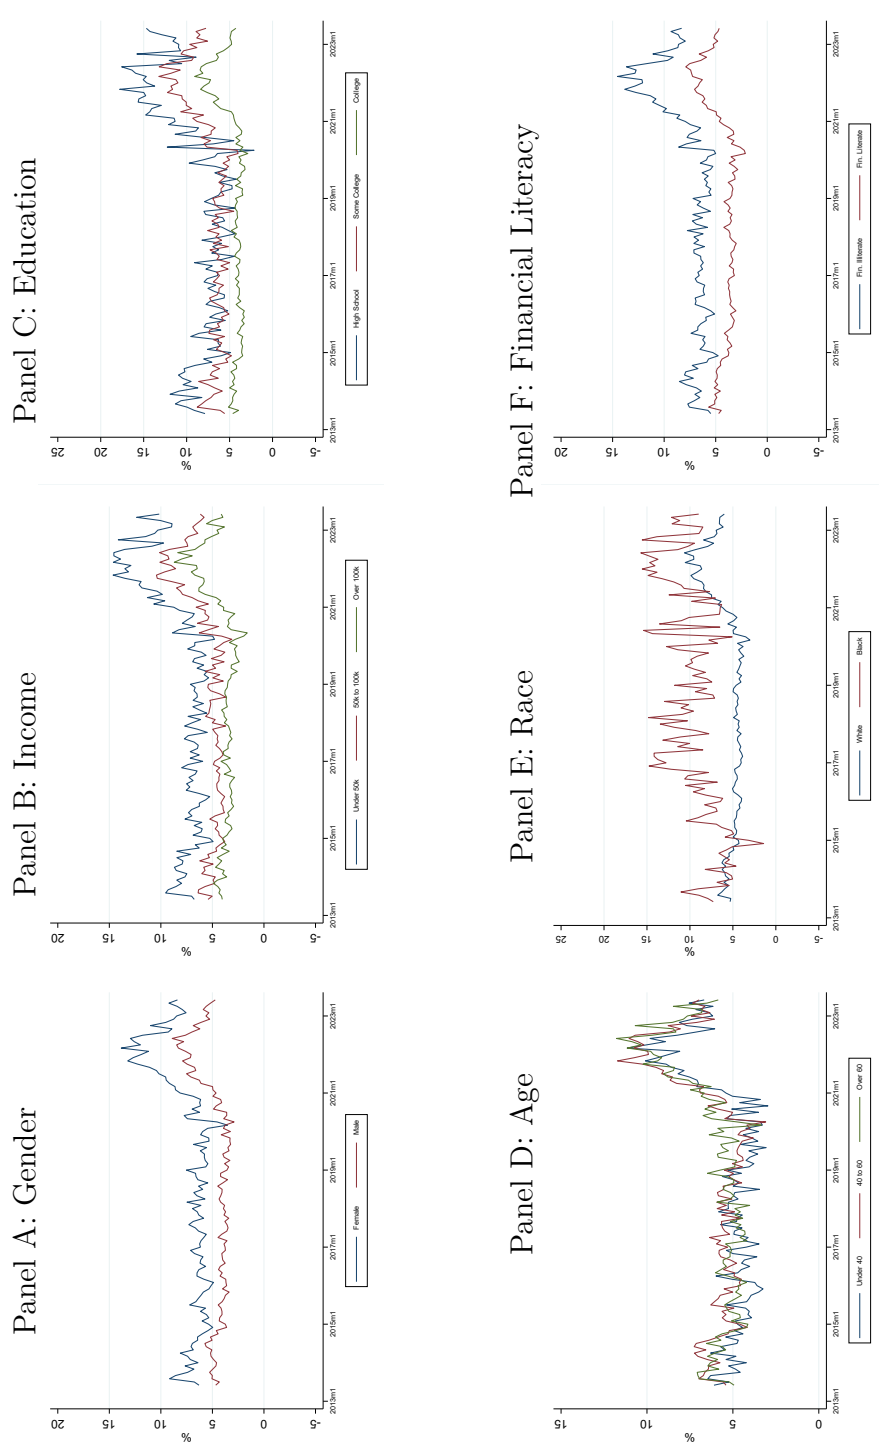 Panel A: Gender
%
20
15
10
5
0
-5
2013m1 2015m1 2017m1 2019m1 2021m1 2023m1
Female Male
Panel B: Income
%
20
15
10
5
0
-5
2013m1 2015m1 2017m1 2019m1 2021m1 2023m1
Under 50k 50k to 100k Over 100k
Panel C: Education
%
25
20
15
10
5
0
-5
2013m1 2015m1 2017m1 2019m1 2021m1 2023m1
High School Some College College
Panel D: Age
%
15
10
5
0
2013m1 2015m1 2017m1 2019m1 2021m1 2023m1
Under 40 40 to 60 Over 60
Panel E: Race
%
25
20
15
10
5
0
-5
2013m1 2015m1 2017m1 2019m1 2021m1 2023m1
White Black
Panel F: Financial Literacy
%
20
15
10
5
0
-5
2013m1 2015m1 2017m1 2019m1 2021m1 2023m1
Fin. Illiterate Fin. Literate